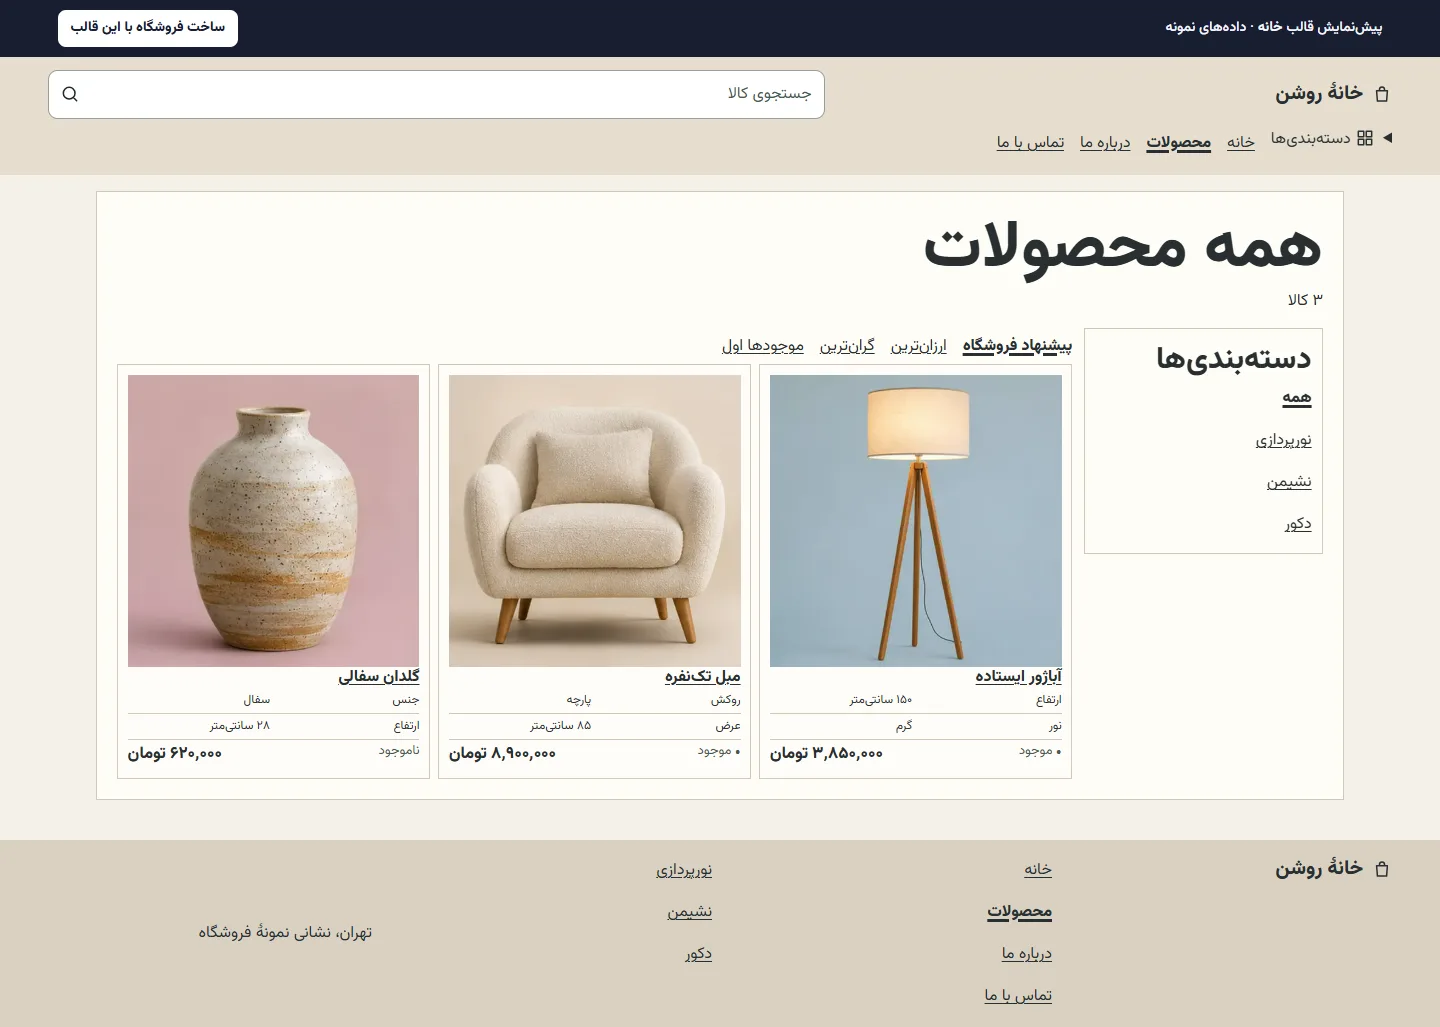 پیش‌نمایش قالب خانه · داده‌های نمونه
ساخت فروشگاه با این قالب
خانهٔ روشن
جستجوی کالا
دسته‌بندی‌ها
خانه
محصولات
درباره ما
تماس با ما
همه محصولات
۳ کالا
دسته‌بندی‌ها
همه
نورپردازی
نشیمن
دکور
پیشنهاد فروشگاه
ارزان‌ترین
گران‌ترین
موجودها اول
آباژور ایستاده
ارتفاع ۱۵۰ سانتی‌متر
نور گرم
• موجود ۳٬۸۵۰٬۰۰۰ تومان
مبل تک‌نفره
روکش پارچه
عرض ۸۵ سانتی‌متر
• موجود ۸٬۹۰۰٬۰۰۰ تومان
گلدان سفالی
جنس سفال
ارتفاع ۲۸ سانتی‌متر
ناموجود ۶۲۰٬۰۰۰ تومان
خانهٔ روشن
خانه
محصولات
درباره ما
تماس با ما
نورپردازی
نشیمن
دکور
تهران، نشانی نمونهٔ فروشگاه